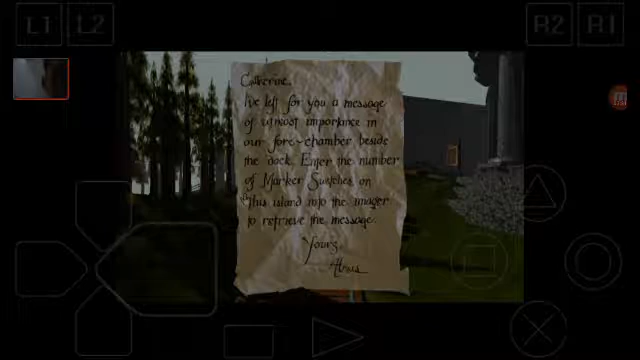 L1
L2
R2
R1
Catherine,
I've left for you a message
of utmost importance in
our fore-chamber beside
the dock. Enter the number
of Marker Switches on
this island into the imager
to retrieve the message.
Yours,
Atrus